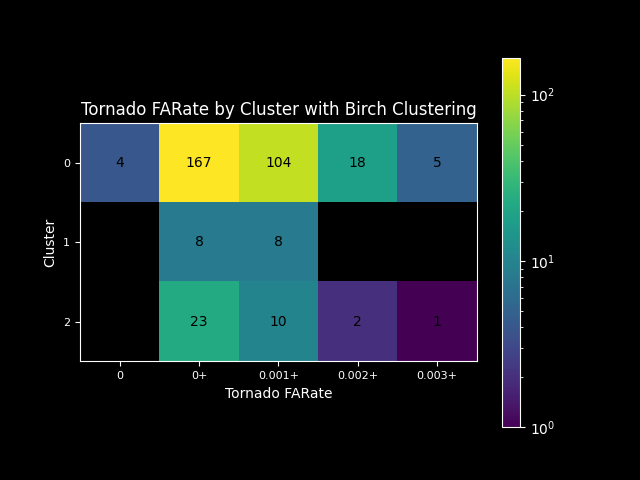 Tornado FARate by Cluster with Birch Clustering
0 4 167 104 18 5
1 8 8
2 23 10 2 1
0 0+ 0.001+ 0.002+ 0.003+
Tornado FARate
Cluster
10²
10¹
10⁰